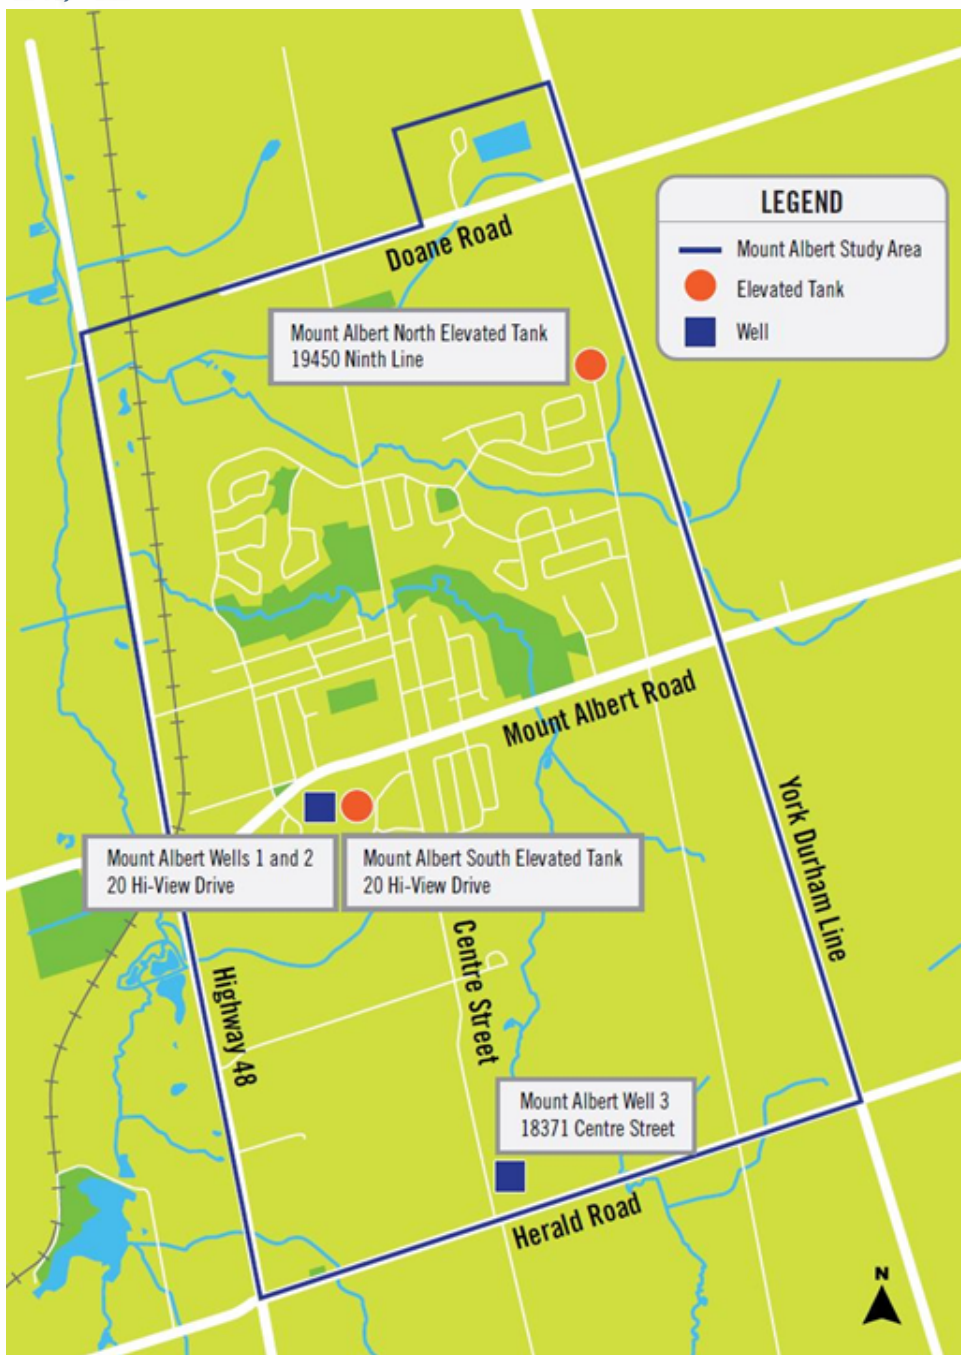 LEGEND
Mount Albert Study Area
Elevated Tank
Well
Doane Road
Mount Albert North Elevated Tank
19450 Ninth Line
Mount Albert Road
York Durham Line
Mount Albert Wells 1 and 2
20 Hi-View Drive
Mount Albert South Elevated Tank
20 Hi-View Drive
Centre Street
Highway 48
Mount Albert Well 3
18371 Centre Street
Herald Road
N